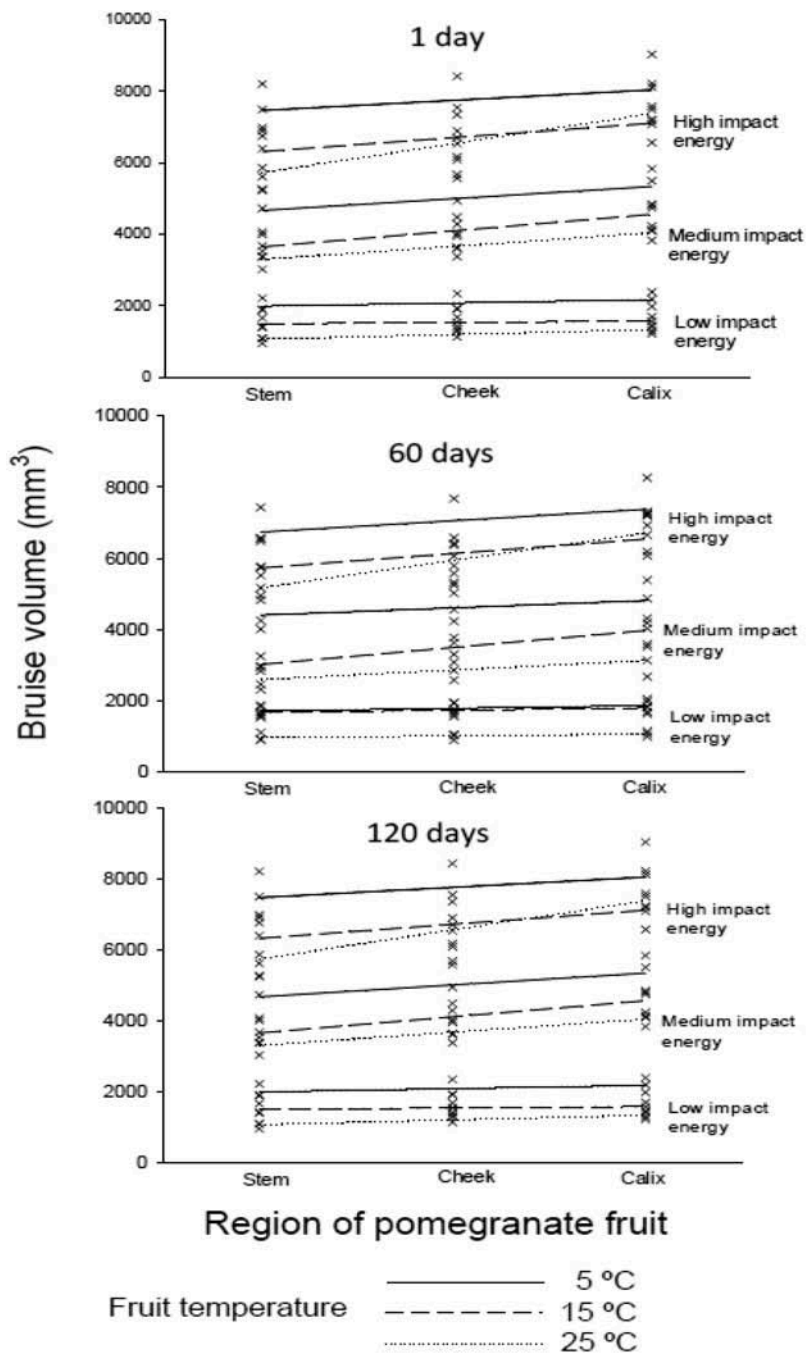 Bruise volume (mm³)
1 day
10000
8000
6000
4000
2000
0
High impact
energy
Medium impact
energy
Low impact
energy
Stem Cheek Calix
60 days
10000
8000
6000
4000
2000
0
High impact
energy
Medium impact
energy
Low impact
energy
Stem Cheek Calix
120 days
10000
8000
6000
4000
2000
0
High impact
energy
Medium impact
energy
Low impact
energy
Stem Cheek Calix
Region of pomegranate fruit
Fruit temperature
5 ºC
15 ºC
25 ºC